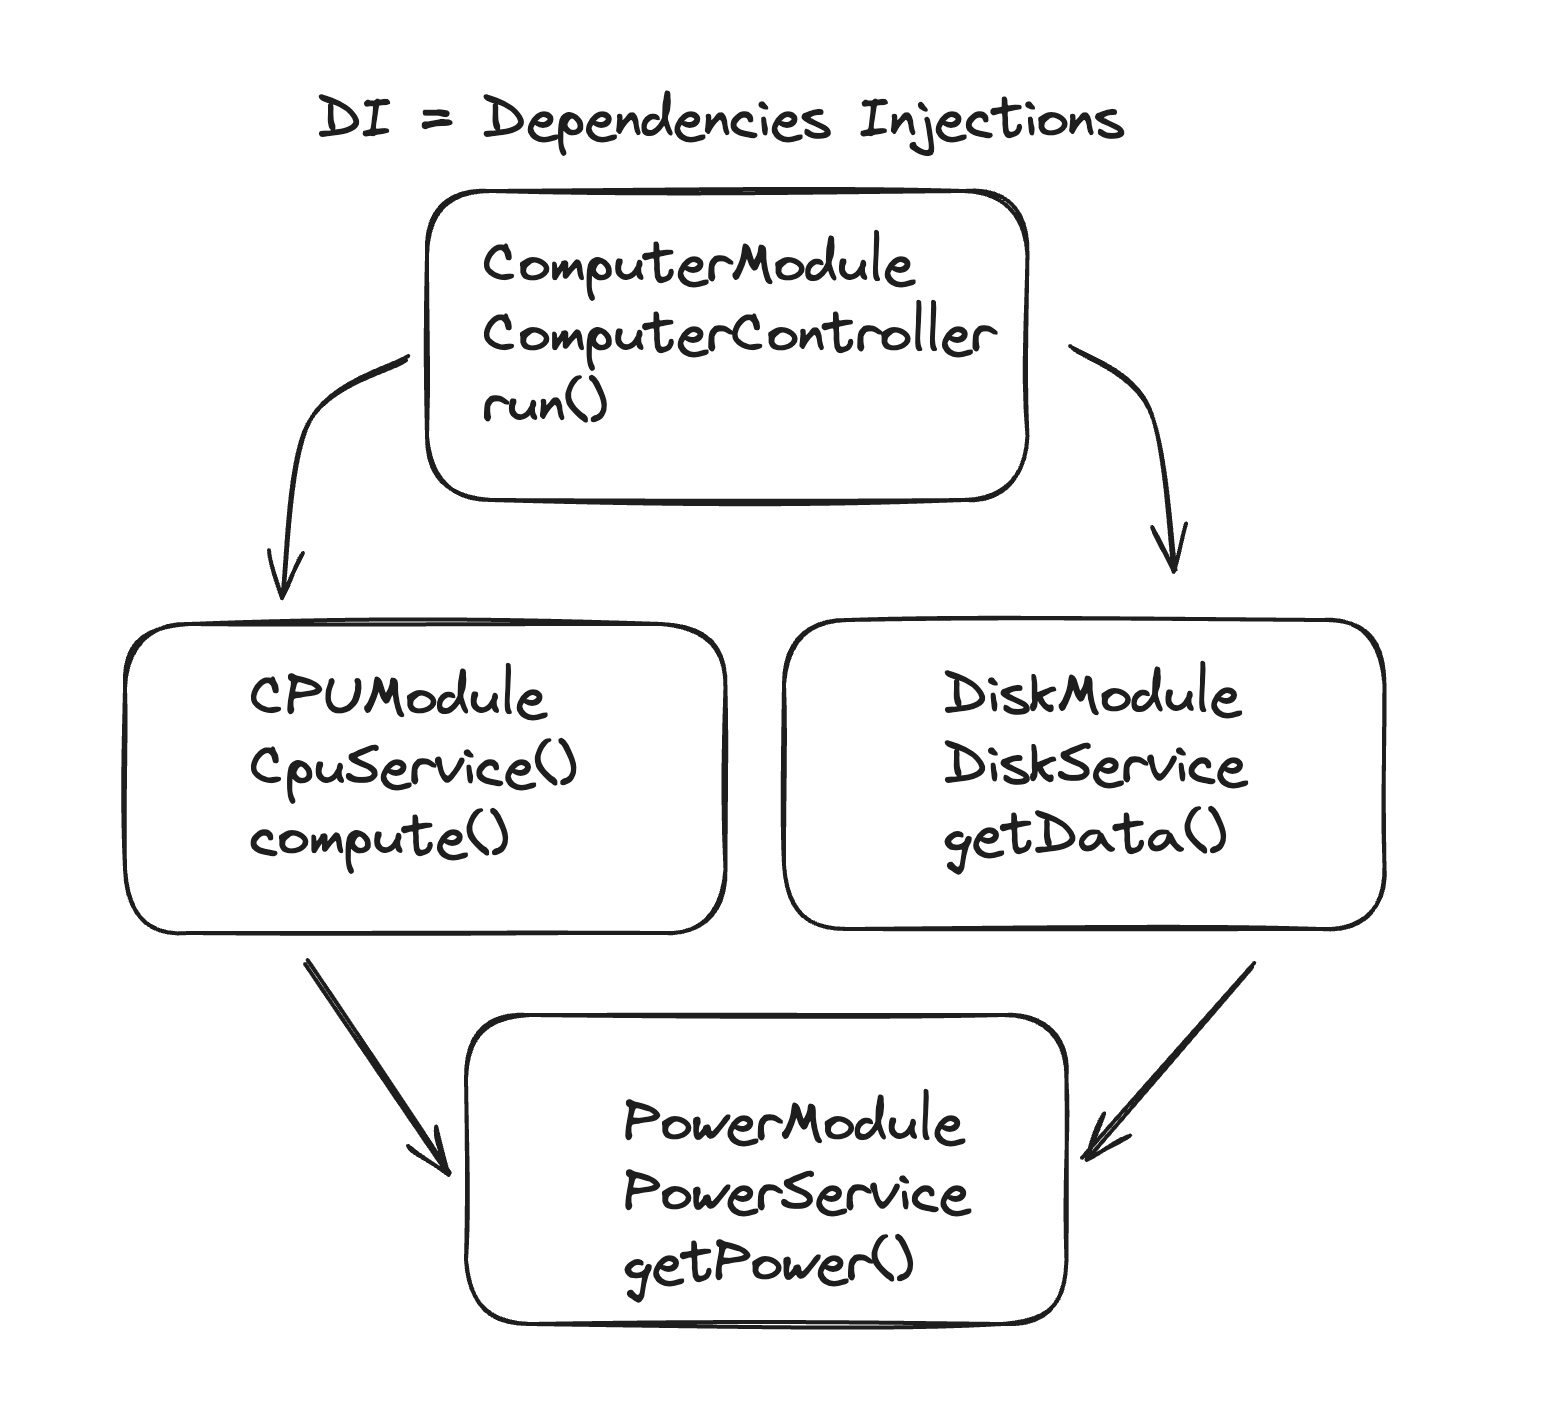 DI = Dependencies Injections
ComputerModule
ComputerController
run()
CPUModule
CpuService()
compute()
DiskModule
DiskService
getData()
PowerModule
PowerService
getPower()